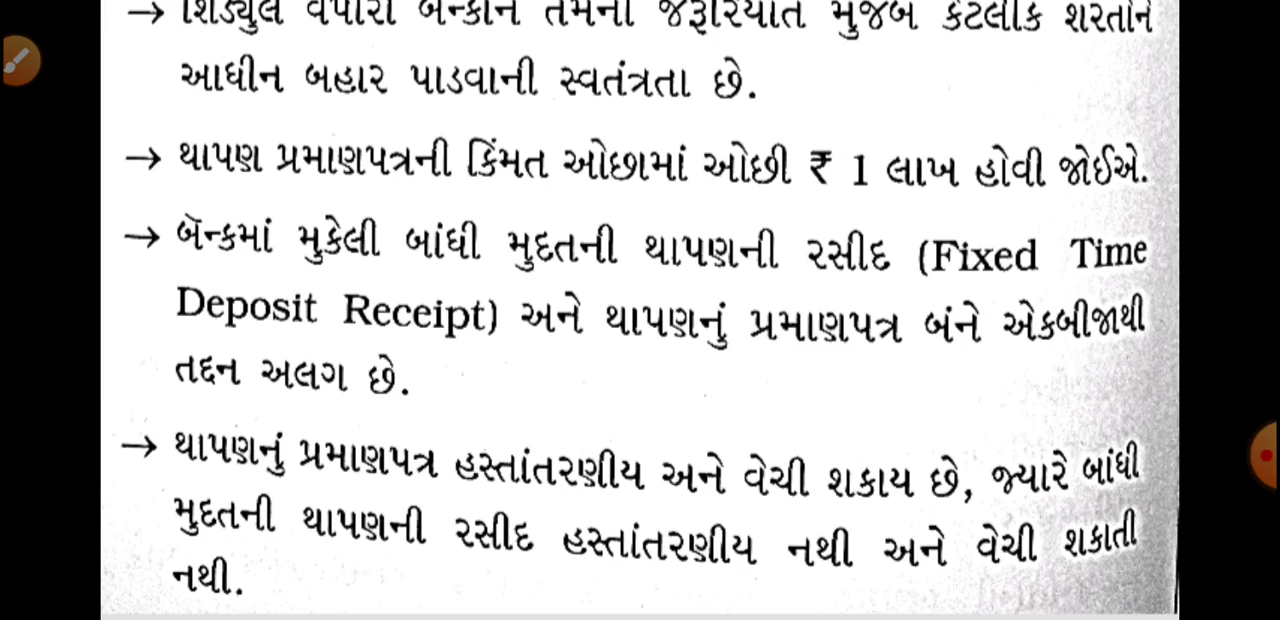 → શિડ્યુલ વેપારી બેન્કોને તેમની જરૂરિયાત મુજબ કેટલીક શરતોને
આધીન બહાર પાડવાની સ્વતંત્રતા છે.
→ થાપણ પ્રમાણપત્રની કિંમત ઓછામાં ઓછી ₹ 1 લાખ હોવી જોઈએ.
→ બૅન્કમાં મુકેલી બાંધી મુદતની થાપણની રસીદ (Fixed Time
Deposit Receipt) અને થાપણનું પ્રમાણપત્ર બંને એકબીજાથી
તદ્દન અલગ છે.
→ થાપણનું પ્રમાણપત્ર હસ્તાંતરણીય અને વેચી શકાય છે, જ્યારે બાંધી
મુદતની થાપણની રસીદ હસ્તાંતરણીય નથી અને વેચી શકાતી
નથી.